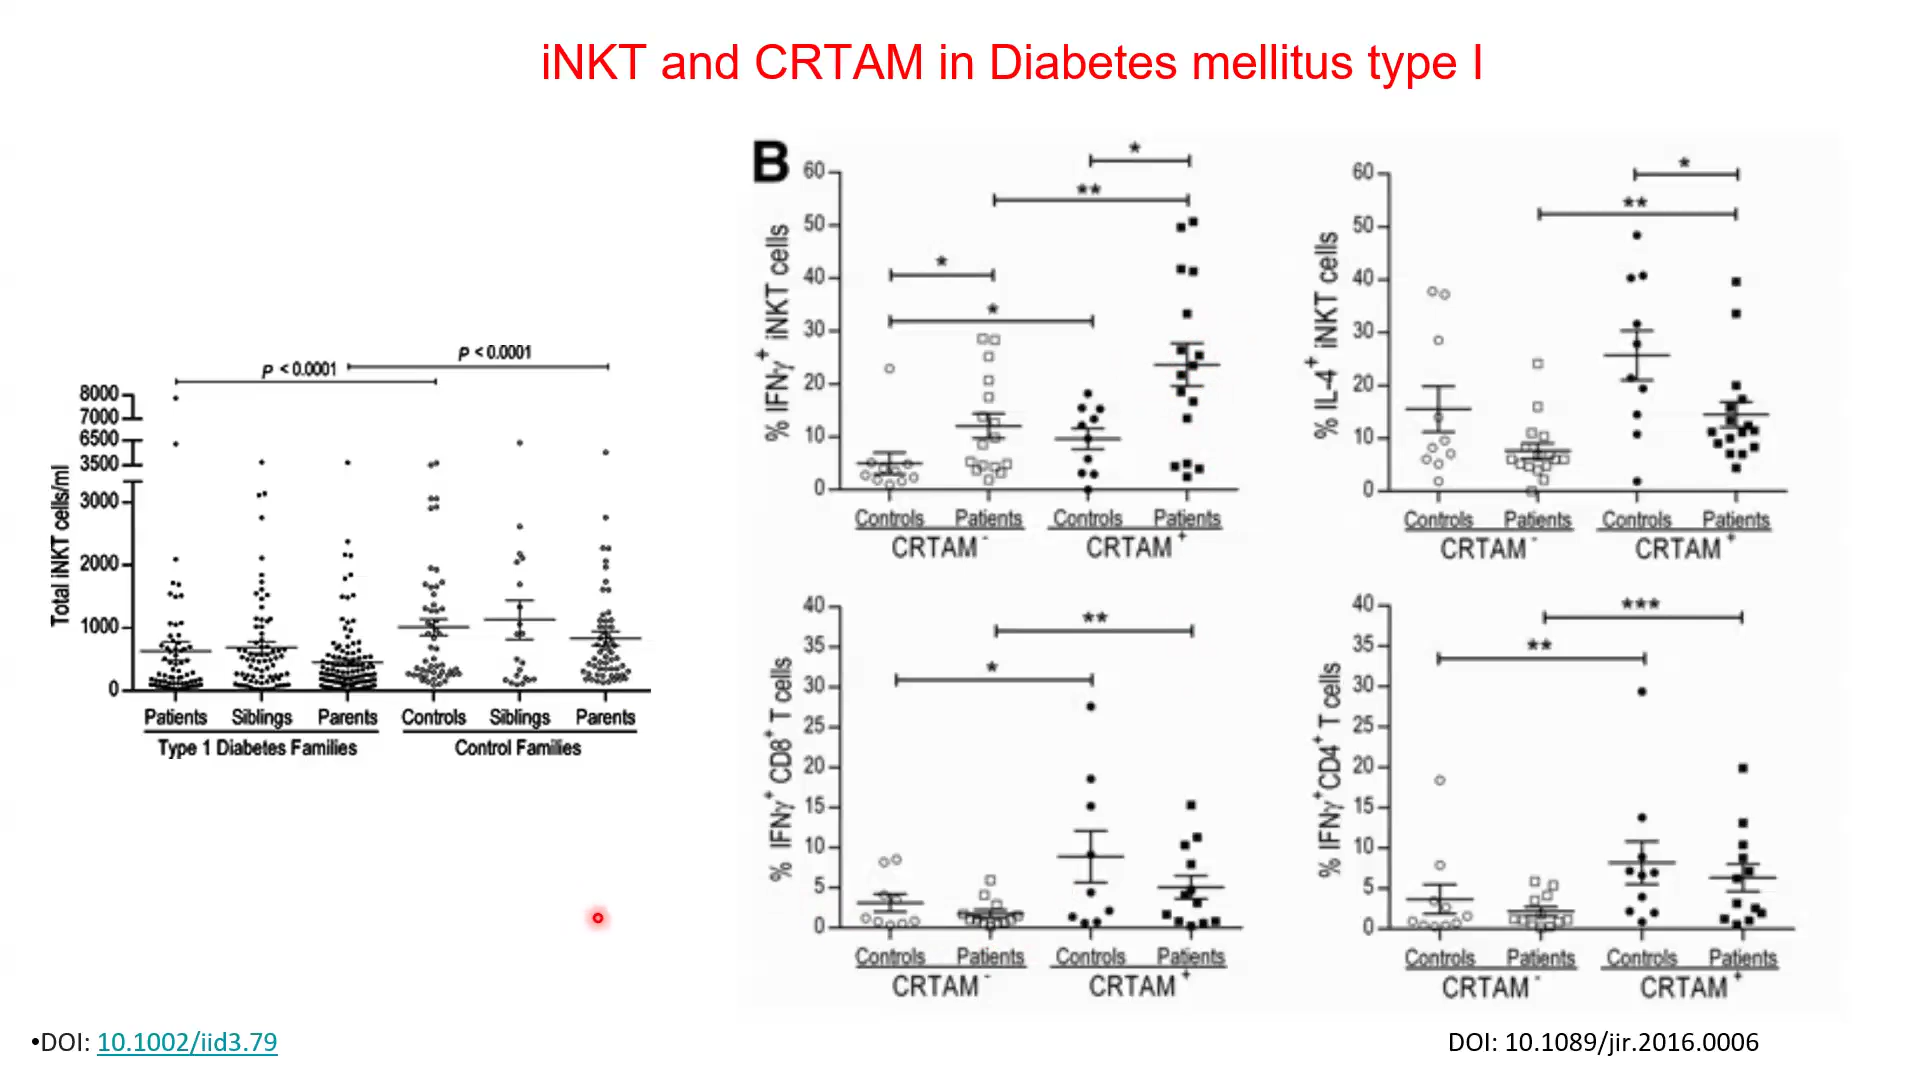 iNKT and CRTAM in Diabetes mellitus type I
P < 0.0001
P < 0.0001
Total iNKT cells/ml
8000
7000
6500
3500
3000
2000
1000
0
Patients Siblings Parents Controls Siblings Parents
Type 1 Diabetes Families Control Families
B
% IFNγ+ iNKT cells
60
50
40
30
20
10
0
*
**
*
*
Controls Patients Controls Patients
CRTAM - CRTAM +
% IL-4+ iNKT cells
60
50
40
30
20
10
0
*
**
Controls Patients Controls Patients
CRTAM - CRTAM +
% IFNγ+ CD8+ T cells
40
35
30
25
20
15
10
5
0
**
*
Controls Patients Controls Patients
CRTAM - CRTAM +
% IFNγ+CD4+ T cells
40
35
30
25
20
15
10
5
0
***
**
Controls Patients Controls Patients
CRTAM - CRTAM +
•DOI: 10.1002/iid3.79
DOI: 10.1089/jir.2016.0006